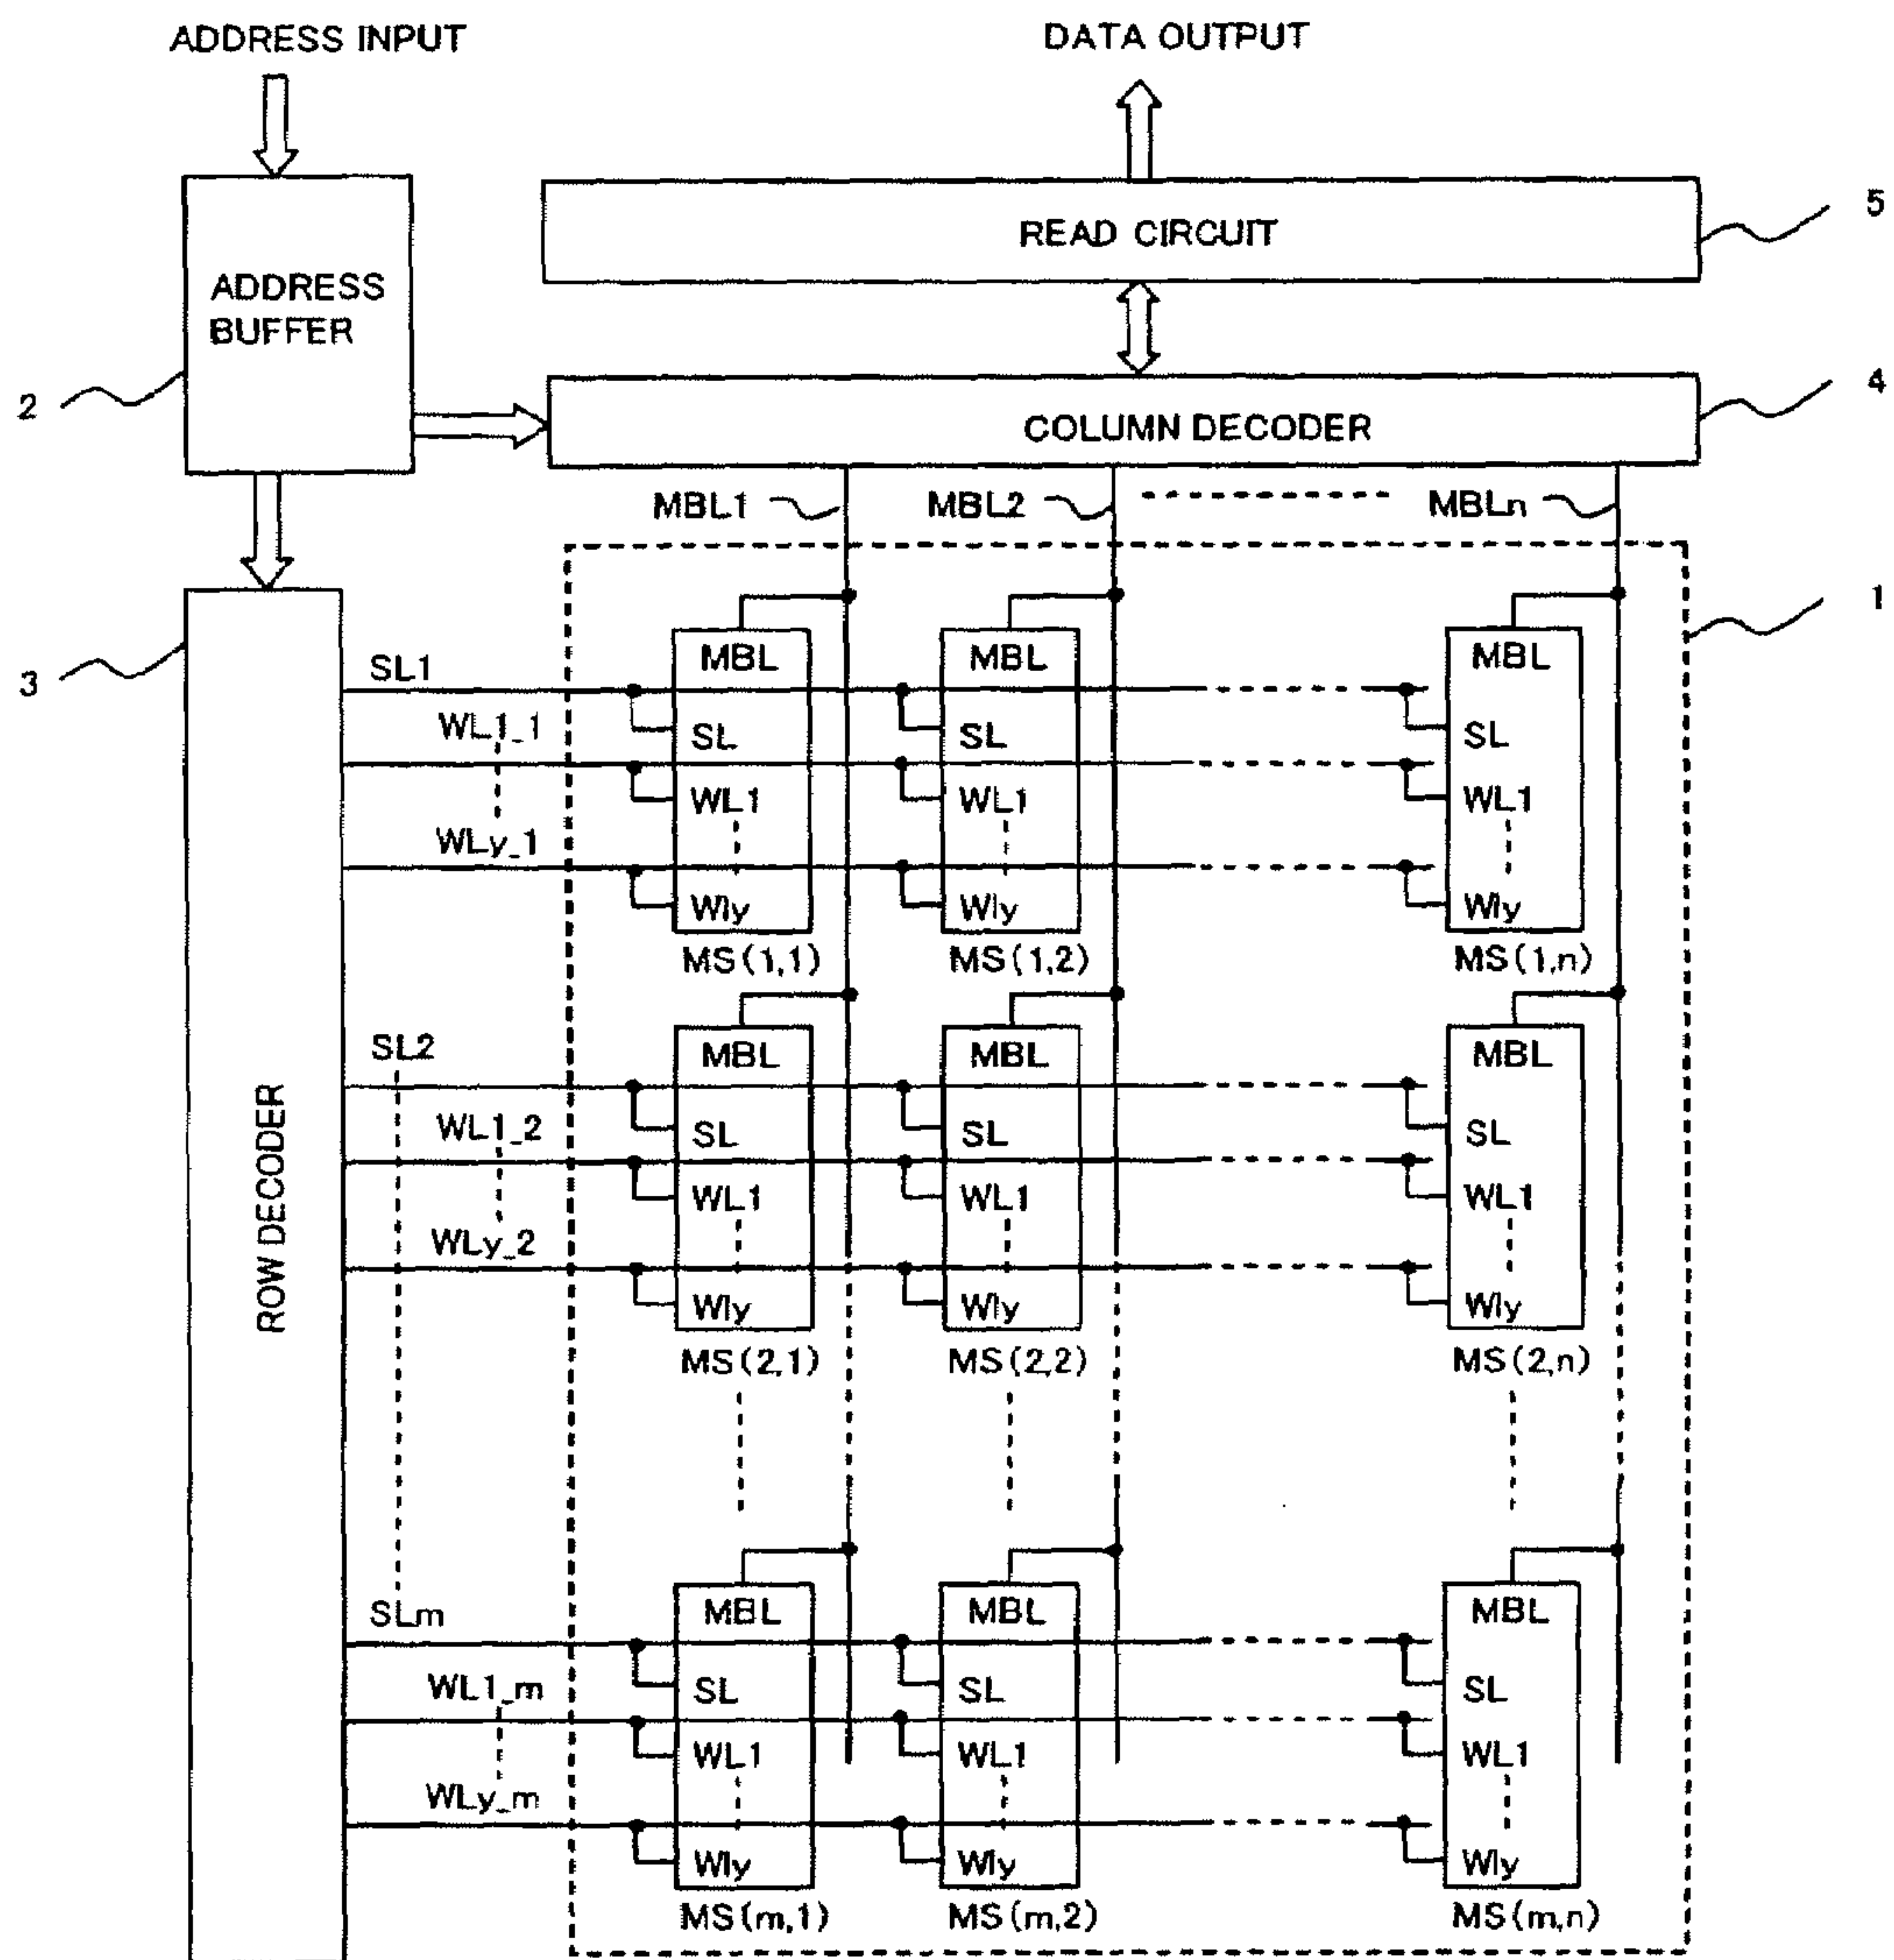 ADDRESS INPUT
DATA OUTPUT
ADDRESS
BUFFER
READ CIRCUIT
5
2
COLUMN DECODER
4
MBL1
MBL2
MBLn
1
3
ROW DECODER
SL1
WL1_1
WLy_1
MBL
SL
WL1
Wly
MS(1,1)
MBL
SL
WL1
Wly
MS(1,2)
MBL
SL
WL1
Wly
MS(1,n)
SL2
WL1_2
WLy_2
MBL
SL
WL1
Wly
MS(2,1)
MBL
SL
WL1
Wly
MS(2,2)
MBL
SL
WL1
Wly
MS(2,n)
SLm
WL1_m
WLy_m
MBL
SL
WL1
Wly
MS(m,1)
MBL
SL
WL1
Wly
MS(m,2)
MBL
SL
WL1
Wly
MS(m,n)